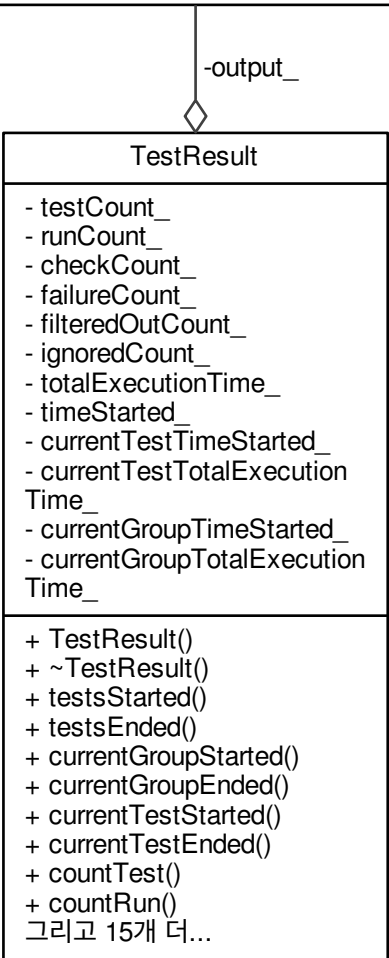 -output_
TestResult
- testCount_
- runCount_
- checkCount_
- failureCount_
- filteredOutCount_
- ignoredCount_
- totalExecutionTime_
- timeStarted_
- currentTestTimeStarted_
- currentTestTotalExecution
Time_
- currentGroupTimeStarted_
- currentGroupTotalExecution
Time_
+ TestResult()
+ ~TestResult()
+ testsStarted()
+ testsEnded()
+ currentGroupStarted()
+ currentGroupEnded()
+ currentTestStarted()
+ currentTestEnded()
+ countTest()
+ countRun()
그리고 15개 더...